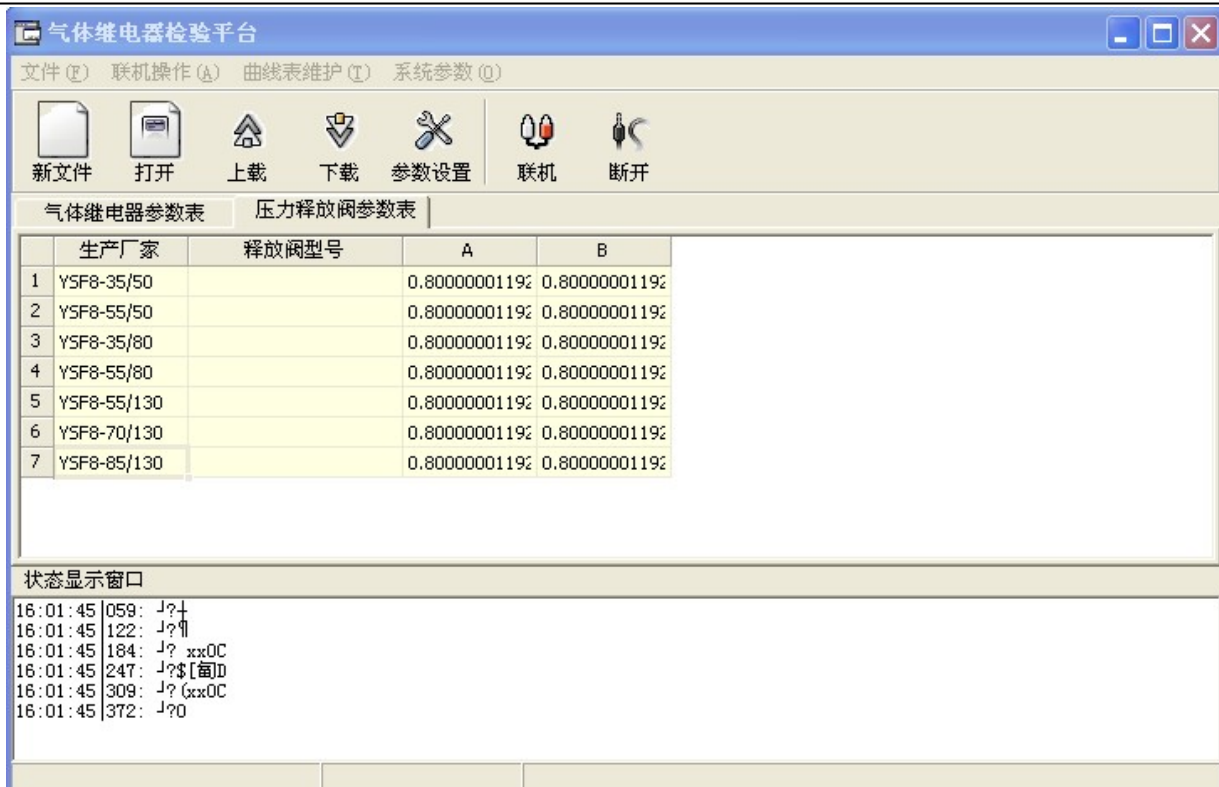 气体继电器检验平台
文件(F) 联机操作(A) 曲线表维护(T) 系统参数(O)
新文件 打开 上载 下载 参数设置 联机 断开
气体继电器参数表 压力释放阀参数表
生产厂家 释放阀型号 A B
1 YSF8-35/50 0.80000001192 0.80000001192
2 YSF8-55/50 0.80000001192 0.80000001192
3 YSF8-35/80 0.80000001192 0.80000001192
4 YSF8-55/80 0.80000001192 0.80000001192
5 YSF8-55/130 0.80000001192 0.80000001192
6 YSF8-70/130 0.80000001192 0.80000001192
7 YSF8-85/130 0.80000001192 0.80000001192
状态显示窗口
16:01:45|059: ┘?┼
16:01:45|122: ┘?¶
16:01:45|184: ┘? xx0C
16:01:45|247: ┘?$[D
16:01:45|309: ┘?(xx0C
16:01:45|372: ┘?0